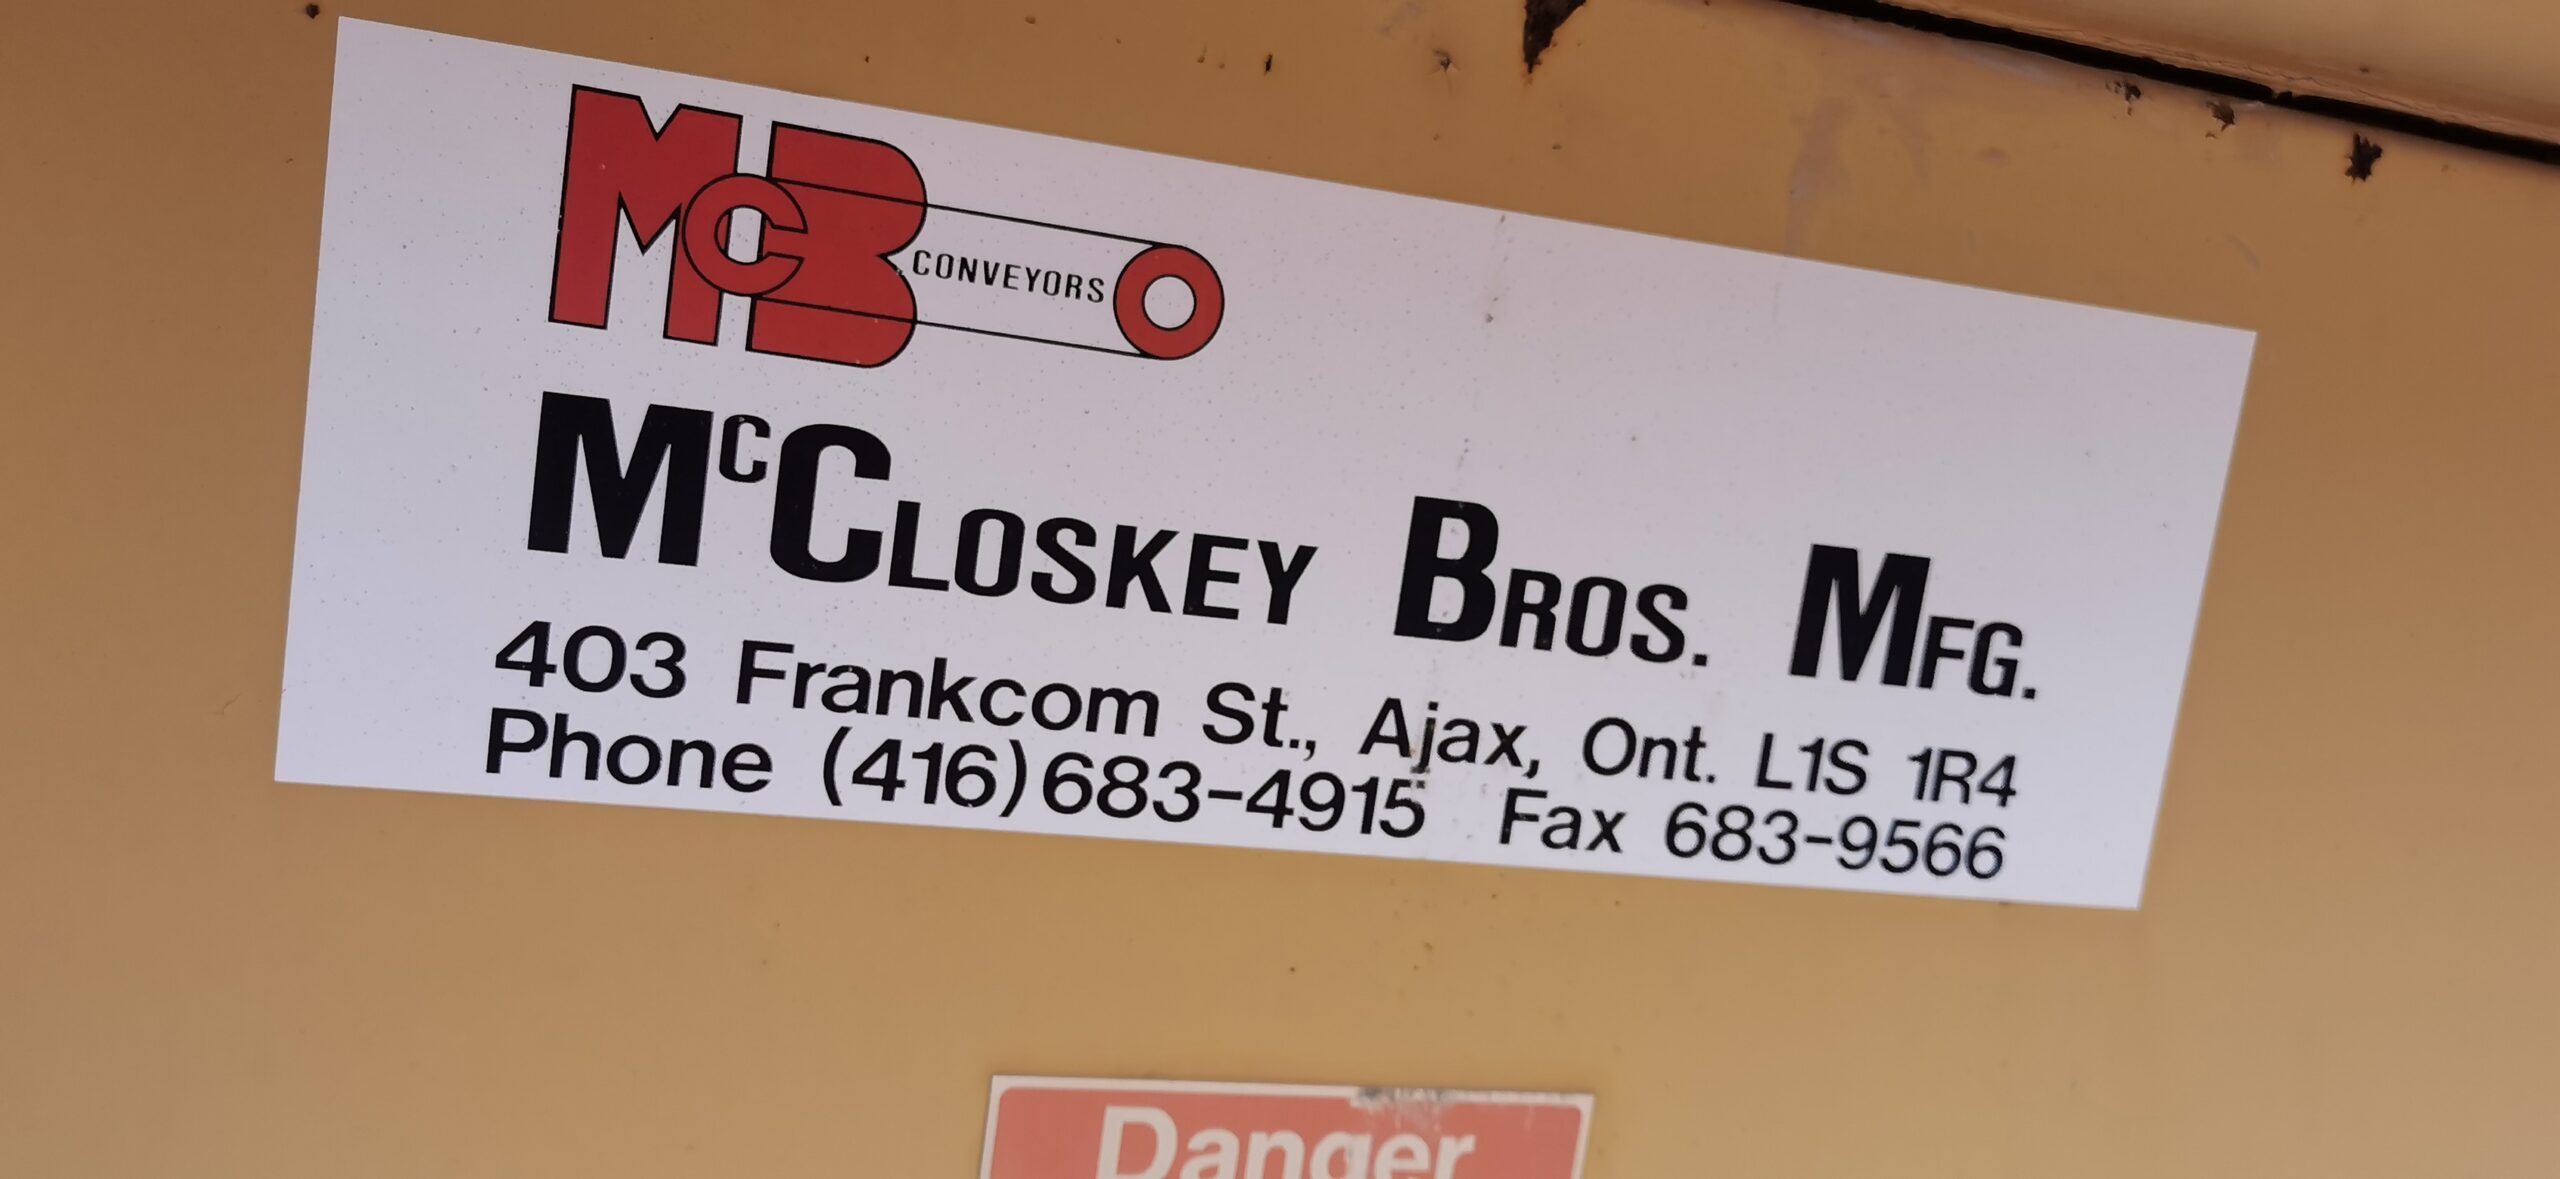 McB CONVEYORS
McCLOSKEY BROS. MFG.
403 Frankcom St., Ajax, Ont. L1S 1R4
Phone (416)683-4915 Fax 683-9566
Danger